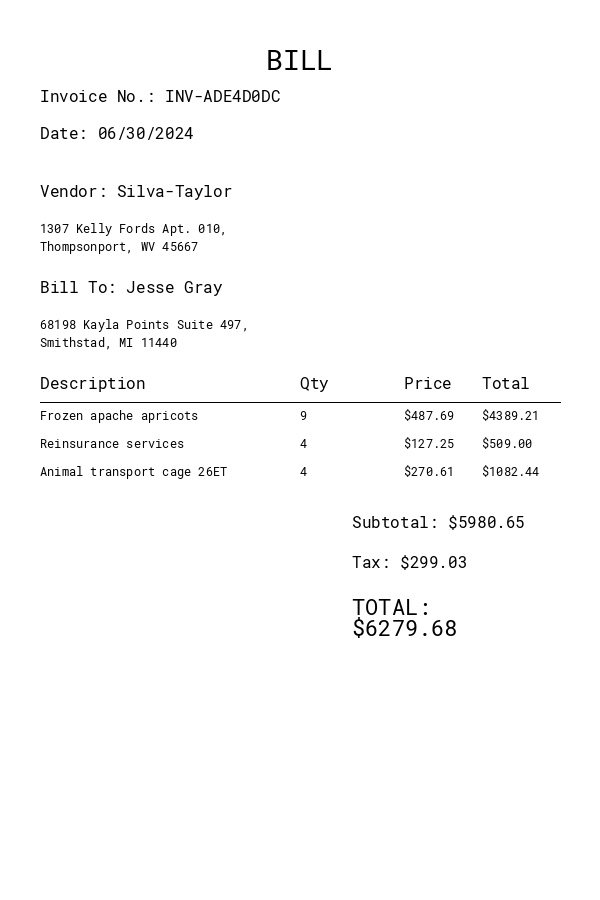 BILL
Invoice No.: INV-ADE4D0DC
Date: 06/30/2024
Vendor: Silva-Taylor
1307 Kelly Fords Apt. 010,
Thompsonport, WV 45667
Bill To: Jesse Gray
68198 Kayla Points Suite 497,
Smithstad, MI 11440
Description Qty Price Total
Frozen apache apricots 9 $487.69 $4389.21
Reinsurance services 4 $127.25 $509.00
Animal transport cage 26ET 4 $270.61 $1082.44
Subtotal: $5980.65
Tax: $299.03
TOTAL:
$6279.68